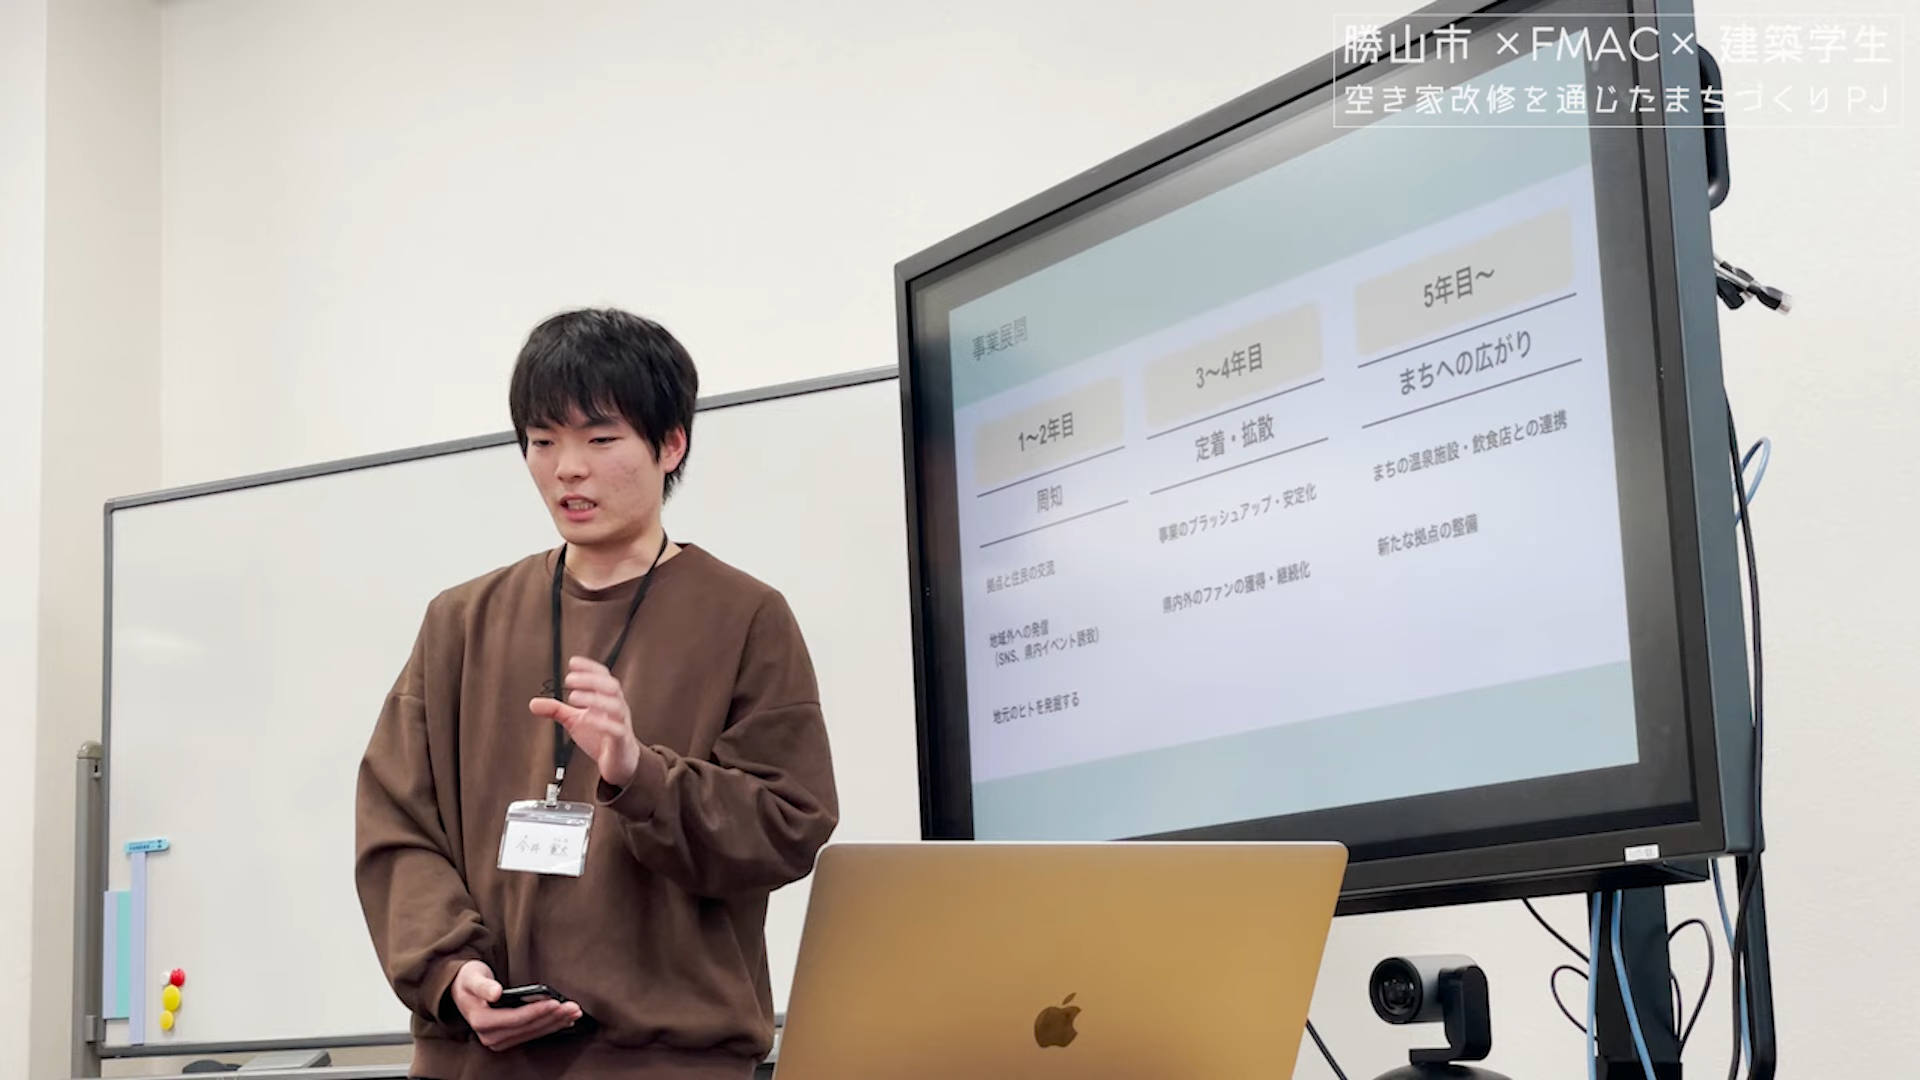 勝山市 ×FMAC× 建築学生
空き家改修を通じたまちづくりPJ
事業展開
1〜2年目
周知
拠点と住民の交流
地域外への発信
(SNS、県内イベント誘致)
地元のヒトを発掘する
3〜4年目
定着・拡散
事業のブラッシュアップ・安定化
県内外のファンの獲得・継続化
5年目〜
まちへの広がり
まちの温泉施設・飲食店との連携
新たな拠点の整備
今井